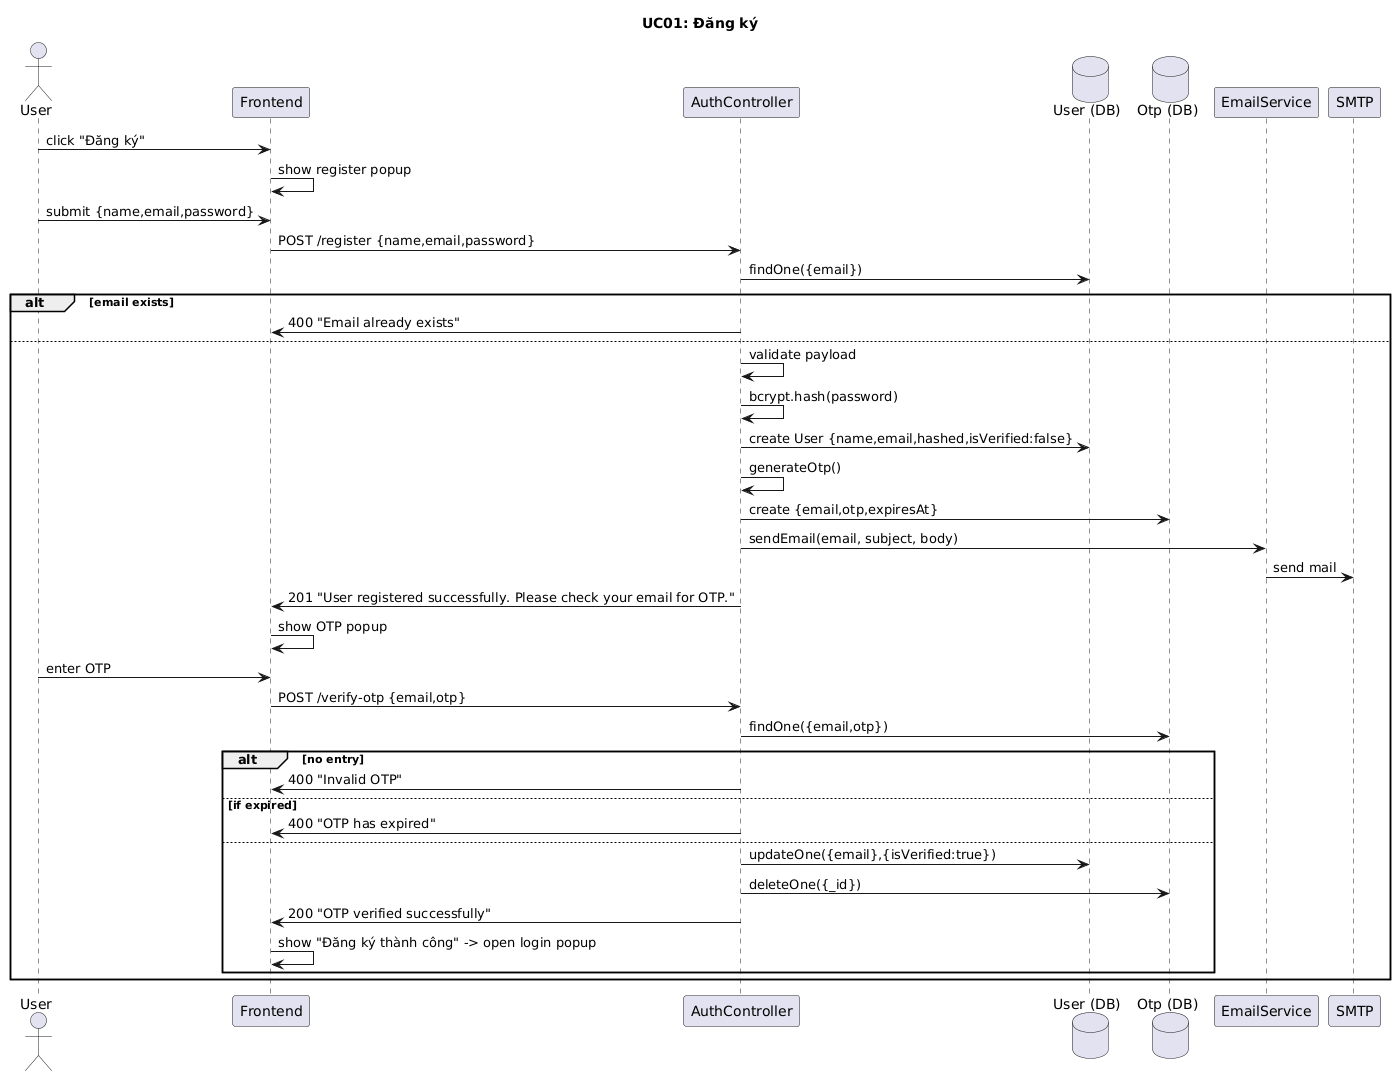 UC01: Đăng ký
User
Frontend
AuthController
User (DB)
Otp (DB)
EmailService
SMTP
click "Đăng ký"
show register popup
submit {name,email,password}
POST /register {name,email,password}
findOne({email})
alt
[email exists]
400 "Email already exists"
validate payload
bcrypt.hash(password)
create User {name,email,hashed,isVerified:false}
generateOtp()
create {email,otp,expiresAt}
sendEmail(email, subject, body)
send mail
201 "User registered successfully. Please check your email for OTP."
show OTP popup
enter OTP
POST /verify-otp {email,otp}
findOne({email,otp})
alt
[no entry]
400 "Invalid OTP"
[if expired]
400 "OTP has expired"
updateOne({email},{isVerified:true})
deleteOne({_id})
200 "OTP verified successfully"
show "Đăng ký thành công" -> open login popup
User
Frontend
AuthController
User (DB)
Otp (DB)
EmailService
SMTP